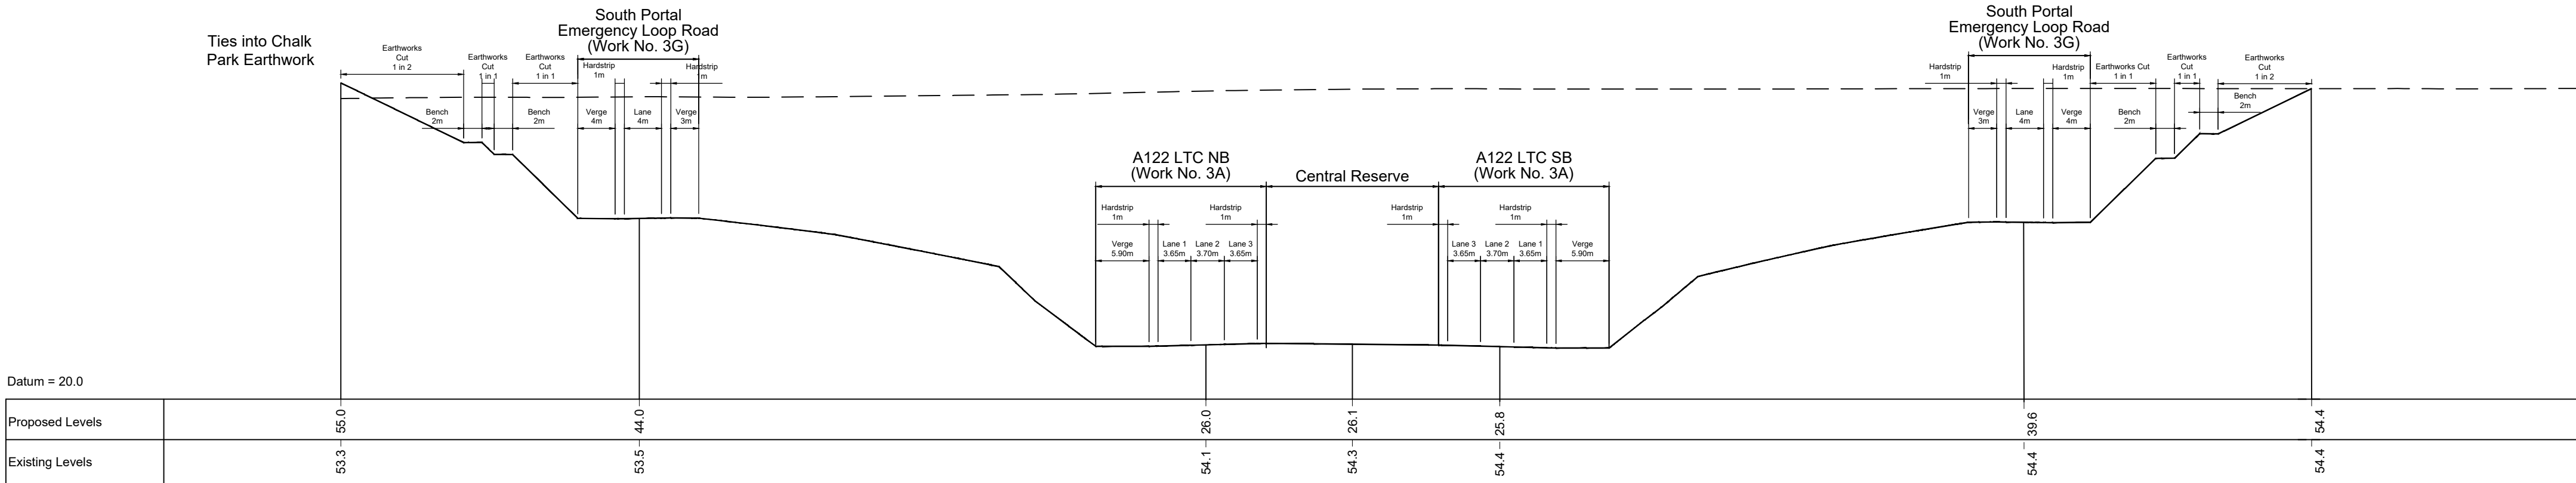 Ties into Chalk
Park Earthwork
Earthworks
Cut
1 in 2
Earthworks
Cut
1 in 1
Earthworks
Cut
1 in 1
South Portal
Emergency Loop Road
(Work No. 3G)
Hardstrip
1m
Hardstrip
1m
Bench
2m
Bench
2m
Verge
4m
Lane
4m
Verge
3m
A122 LTC NB
(Work No. 3A)
Central Reserve
A122 LTC SB
(Work No. 3A)
Hardstrip
1m
Hardstrip
1m
Hardstrip
1m
Hardstrip
1m
Verge
5.90m
Lane 1
3.65m
Lane 2
3.70m
Lane 3
3.65m
Lane 3
3.65m
Lane 2
3.70m
Lane 1
3.65m
Verge
5.90m
South Portal
Emergency Loop Road
(Work No. 3G)
Hardstrip
1m
Hardstrip
1m
Earthworks Cut
1 in 1
Earthworks
Cut
1 in 1
Earthworks
Cut
1 in 2
Verge
3m
Lane
4m
Verge
4m
Bench
2m
Bench
2m
Datum = 20.0
Proposed Levels
55.0
44.0
26.0
26.1
25.8
39.6
54.4
Existing Levels
53.3
53.5
54.1
54.3
54.4
54.4
54.4